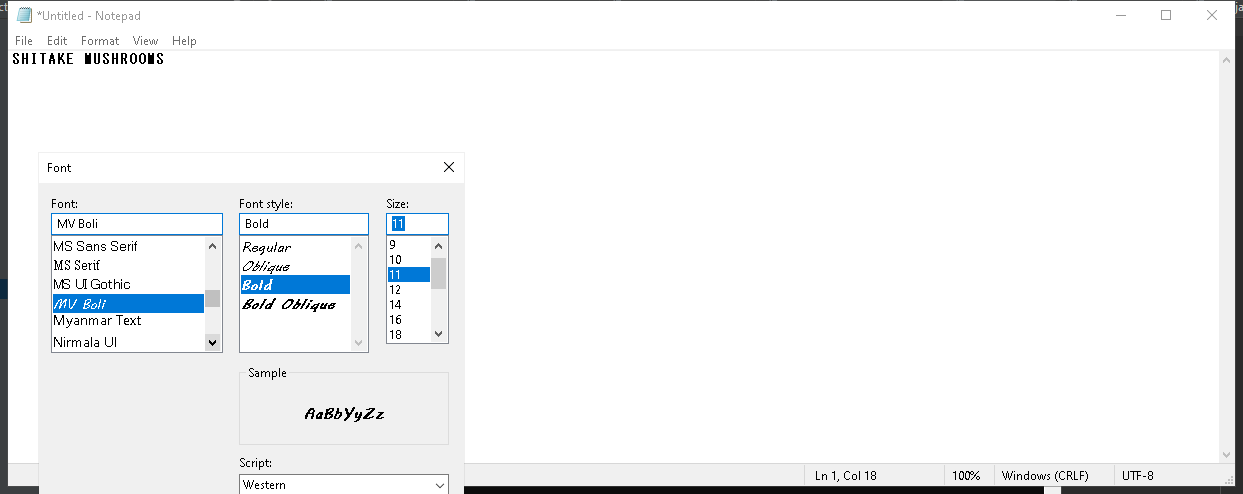 *Untitled - Notepad
File Edit Format View Help
SHITAKE MUSHROOMS
Font
Font: Font style: Size:
MV Boli Bold 11
MS Sans Serif Regular 9
MS Serif Oblique 10
MS UI Gothic Bold 11
MV Boli Bold Oblique 12
Myanmar Text 14
Nirmala UI 16
18
Sample
AaBbYyZz
Script:
Western
Ln 1, Col 18 100% Windows (CRLF) UTF-8